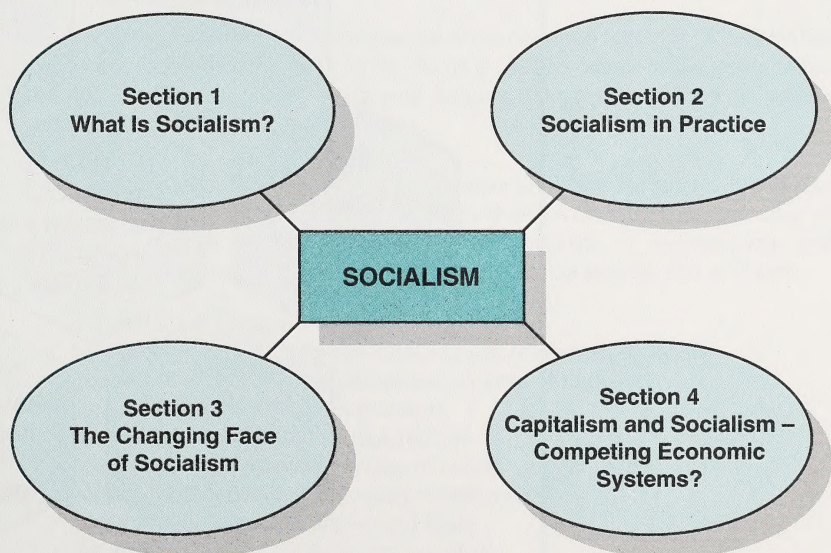 Section 1
What Is Socialism?
Section 2
Socialism in Practice
SOCIALISM
Section 3
The Changing Face
of Socialism
Section 4
Capitalism and Socialism –
Competing Economic
Systems?